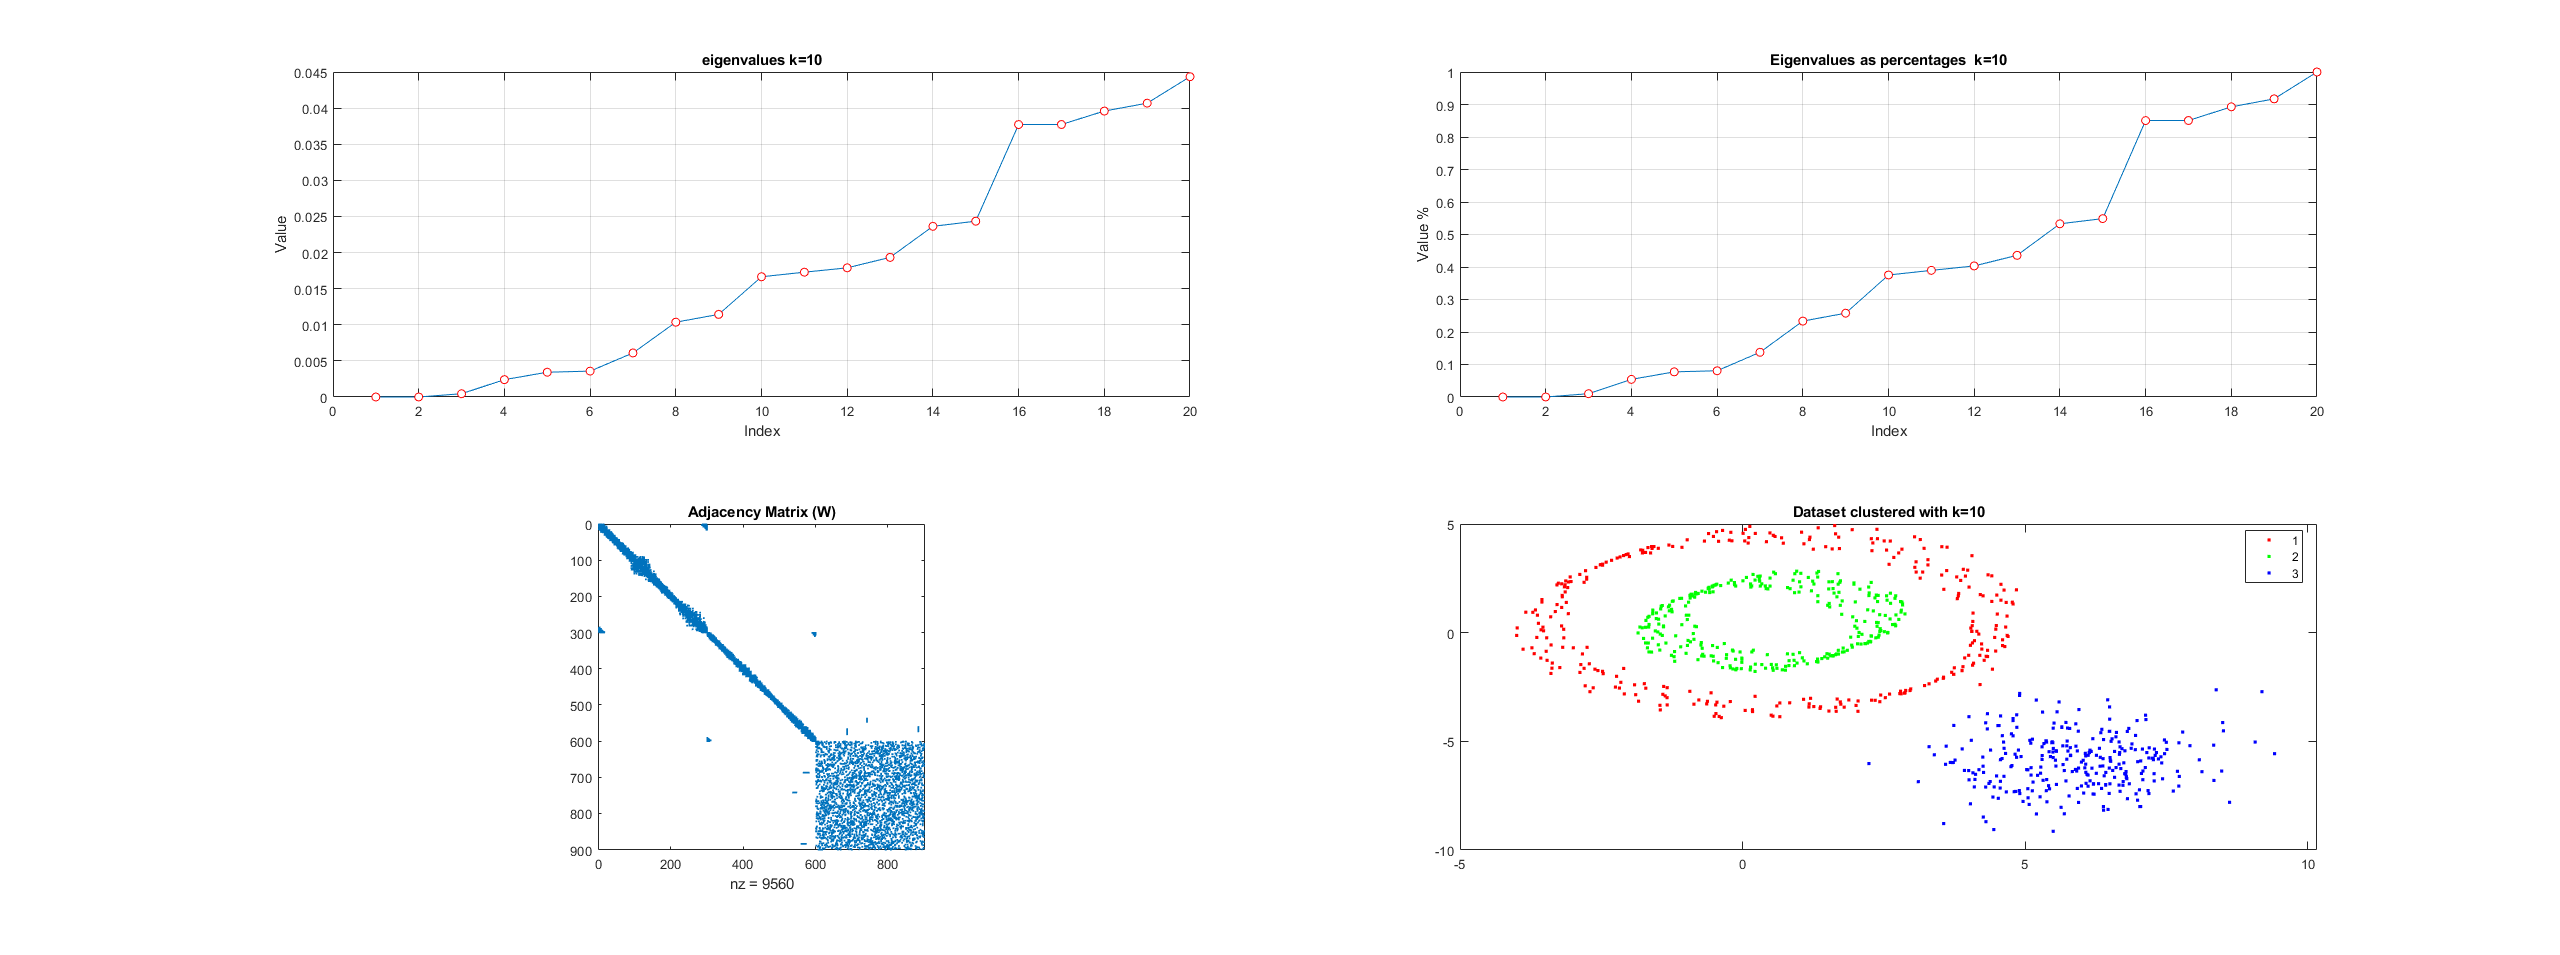 eigenvalues k=10
0.045
0.04
0.035
0.03
0.025
0.02
0.015
0.01
0.005
0
Value
0 2 4 6 8 10 12 14 16 18 20
Index
Eigenvalues as percentages k=10
1
0.9
0.8
0.7
0.6
0.5
0.4
0.3
0.2
0.1
0
Value %
0 2 4 6 8 10 12 14 16 18 20
Index
Adjacency Matrix (W)
0
100
200
300
400
500
600
700
800
900
0 200 400 600 800
nz = 9560
Dataset clustered with k=10
5
0
-5
-10
-5 0 5 10
1
2
3